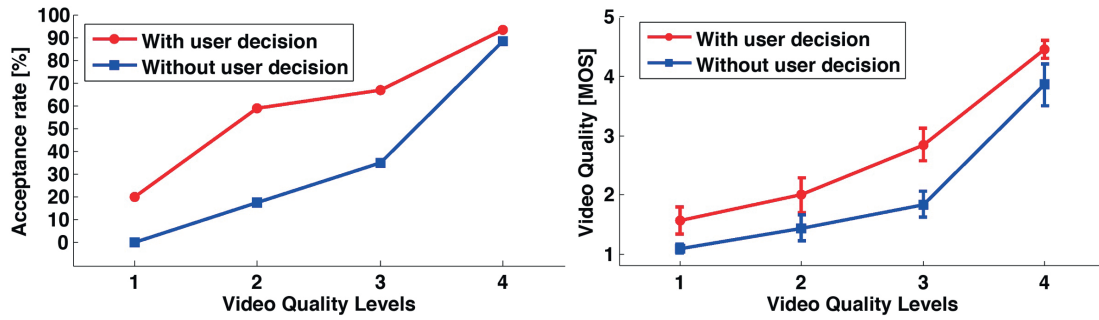 Acceptance rate [%]
100
90
80
70
60
50
40
30
20
10
0
With user decision
Without user decision
1 2 3 4
Video Quality Levels
Video Quality [MOS]
5
4
3
2
1
With user decision
Without user decision
1 2 3 4
Video Quality Levels